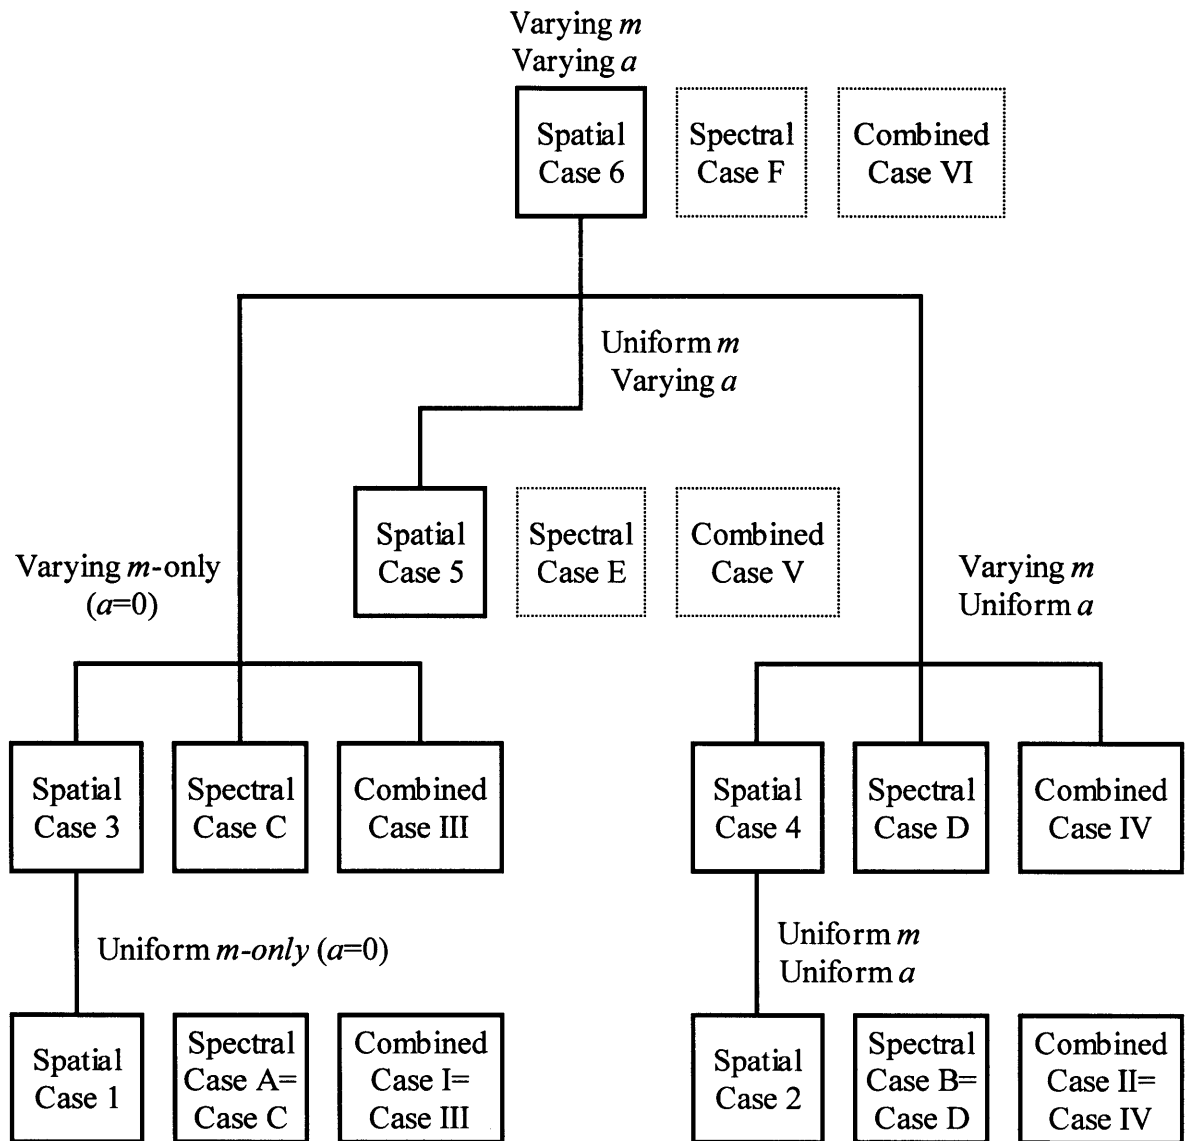 Varying m
Varying a
Spatial
Case 6
Spectral
Case F
Combined
Case VI
Uniform m
Varying a
Spatial
Case 5
Spectral
Case E
Combined
Case V
Varying m-only
(a=0)
Varying m
Uniform a
Spatial
Case 3
Spectral
Case C
Combined
Case III
Spatial
Case 4
Spectral
Case D
Combined
Case IV
Uniform m-only (a=0)
Uniform m
Uniform a
Spatial
Case 1
Spectral
Case A=
Case C
Combined
Case I=
Case III
Spatial
Case 2
Spectral
Case B=
Case D
Combined
Case II=
Case IV